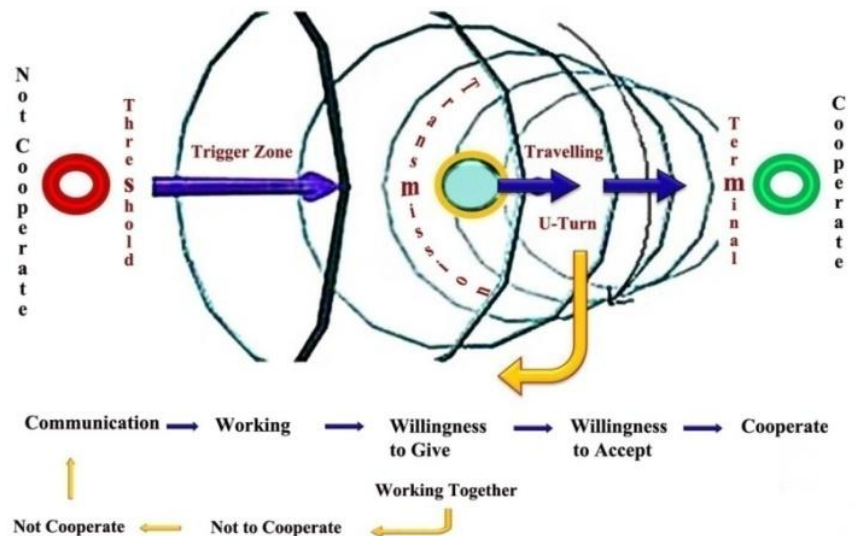 Not Cooperate
Threshold
Trigger Zone
Transmission
Travelling
U-Turn
Terminal
Cooperate
Communication
Working
Willingness
to Give
Willingness
to Accept
Cooperate
Working Together
Not Cooperate
Not to Cooperate